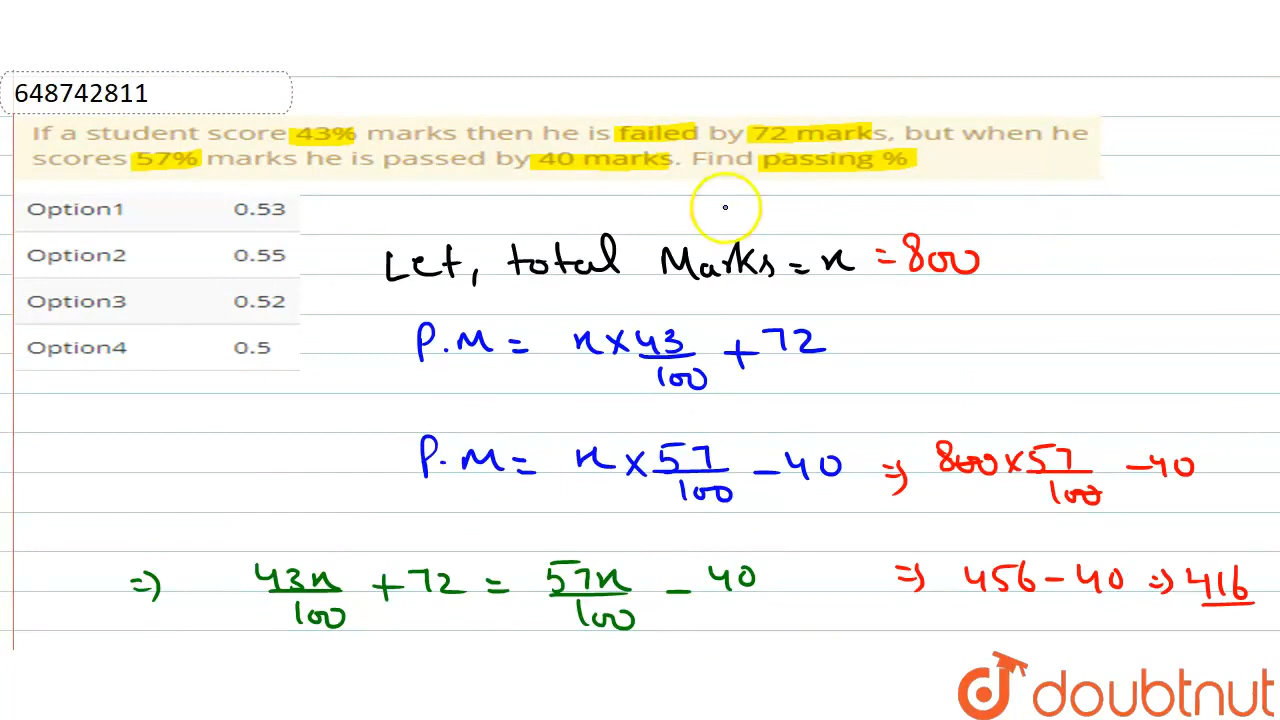 648742811
If a student score 43% marks then he is failed by 72 marks, but when he
scores 57% marks he is passed by 40 marks. Find passing %
Option1 0.53
Option2 0.55
Option3 0.52
Option4 0.5
Let, total Marks = x = 800
P.M = x × 43/100 + 72
P.M = x × 57/100 - 40 => 800 × 57/100 - 40
=> 43x/100 + 72 = 57x/100 - 40 => 456 - 40 => 416
doubtnut